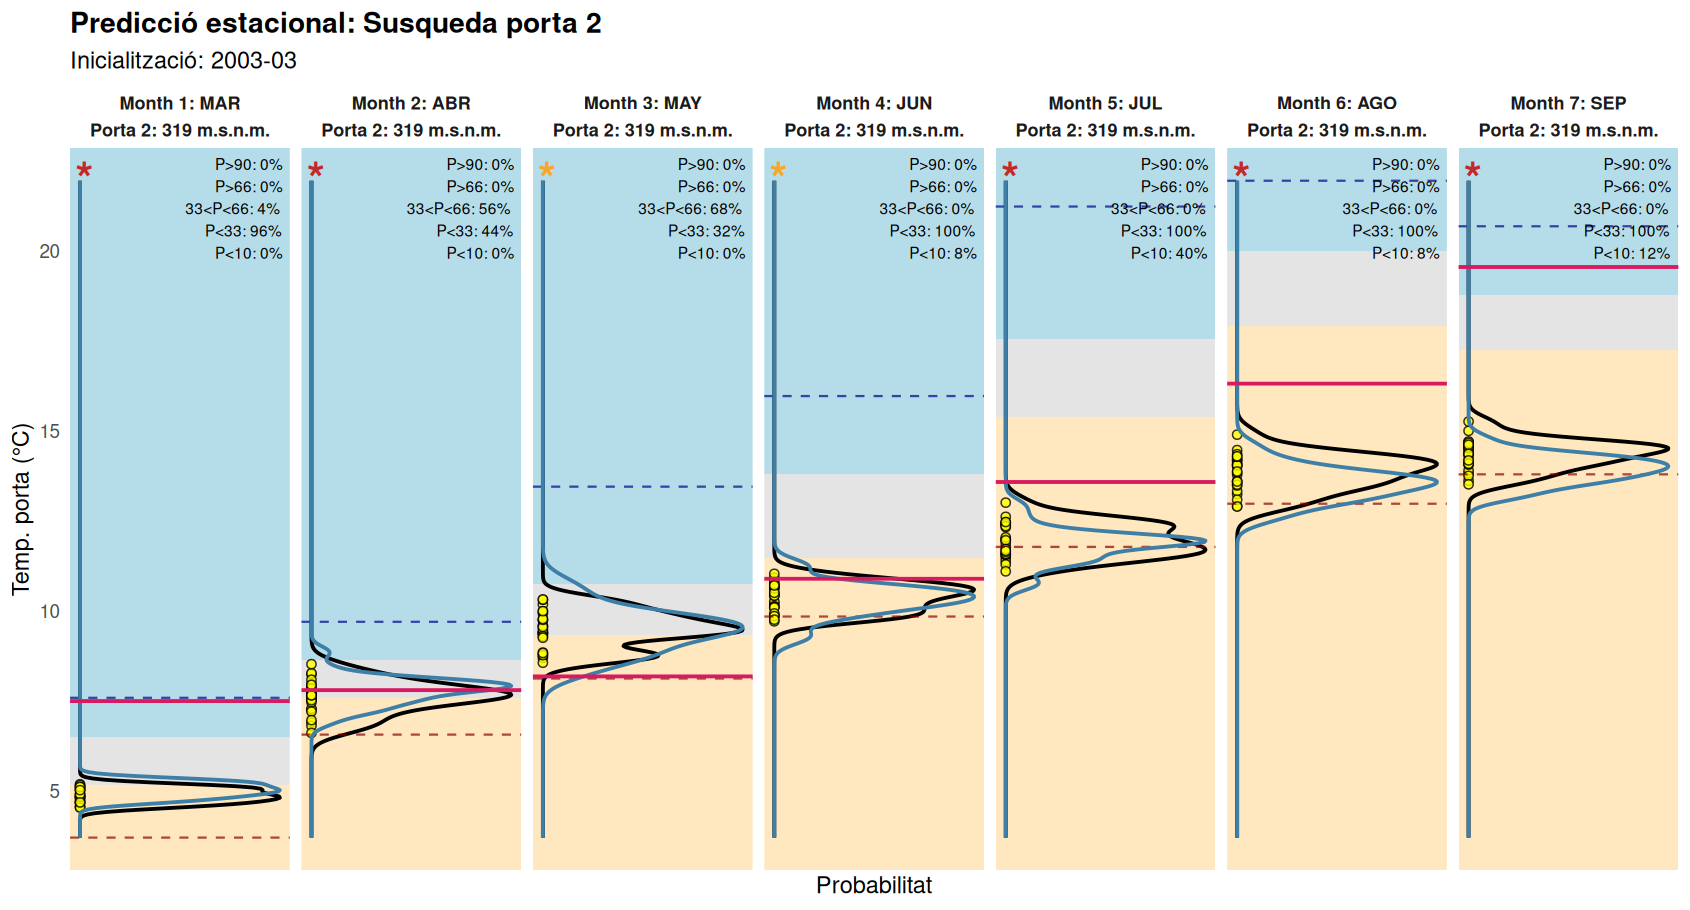 Predicció estacional: Susqueda porta 2
Inicialització: 2003-03
Month 1: MAR
Porta 2: 319 m.s.n.m.
Month 2: ABR
Porta 2: 319 m.s.n.m.
Month 3: MAY
Porta 2: 319 m.s.n.m.
Month 4: JUN
Porta 2: 319 m.s.n.m.
Month 5: JUL
Porta 2: 319 m.s.n.m.
Month 6: AGO
Porta 2: 319 m.s.n.m.
Month 7: SEP
Porta 2: 319 m.s.n.m.
*
P>90: 0%
P>66: 0%
33<P<66: 4%
P<33: 96%
P<10: 0%
*
P>90: 0%
P>66: 0%
33<P<66: 56%
P<33: 44%
P<10: 0%
*
P>90: 0%
P>66: 0%
33<P<66: 68%
P<33: 32%
P<10: 0%
*
P>90: 0%
P>66: 0%
33<P<66: 0%
P<33: 100%
P<10: 8%
*
P>90: 0%
P>66: 0%
33<P<66: 0%
P<33: 100%
P<10: 40%
*
P>90: 0%
P>66: 0%
33<P<66: 0%
P<33: 100%
P<10: 8%
*
P>90: 0%
P>66: 0%
33<P<66: 0%
P<33: 100%
P<10: 12%
Temp. porta (°C)
20
15
10
5
Probabilitat